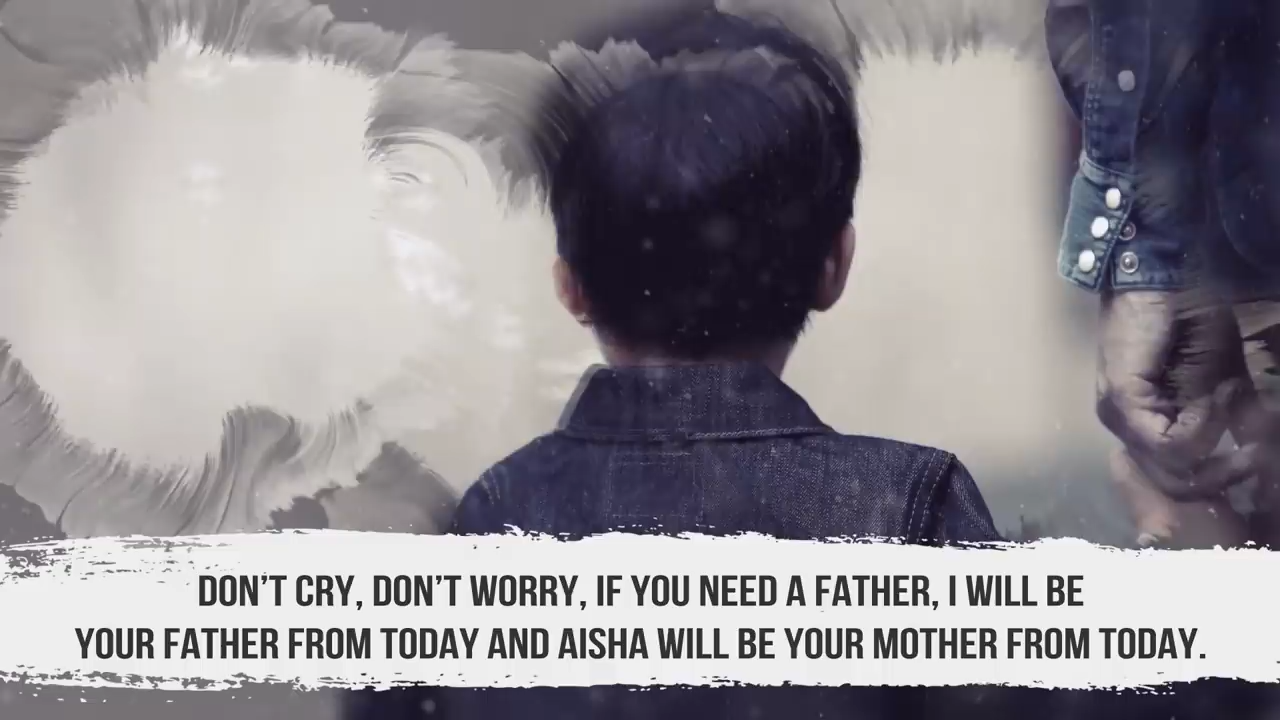 DON'T CRY, DON'T WORRY, IF YOU NEED A FATHER, I WILL BE
YOUR FATHER FROM TODAY AND AISHA WILL BE YOUR MOTHER FROM TODAY.